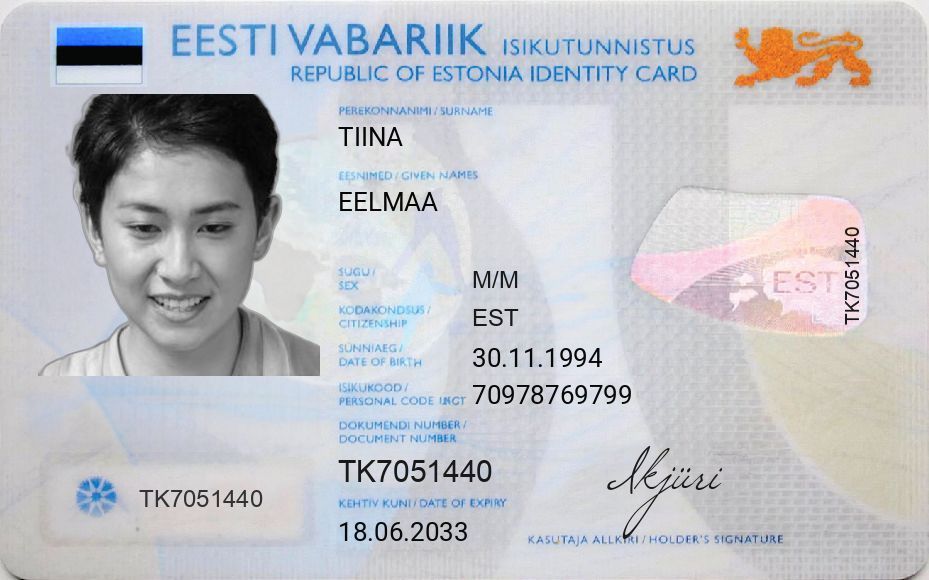 EESTI VABARIIK ISIKUTUNNISTUS
REPUBLIC OF ESTONIA IDENTITY CARD
PEREKONNANIMI / SURNAME
TIINA
EESNIMED / GIVEN NAMES
EELMAA
SUGU /
SEX
M/M
KODAKONDSUS /
CITIZENSHIP
EST
SÜNNIAEG /
DATE OF BIRTH
30.11.1994
ISIKUKOOD /
PERSONAL CODE
70978769799
DOKUMENDI NUMBER /
DOCUMENT NUMBER
TK7051440
KEHTIV KUNI / DATE OF EXPIRY
18.06.2033
TK7051440
EST
TK7051440
KASUTAJA ALLKIRI / HOLDER'S SIGNATURE